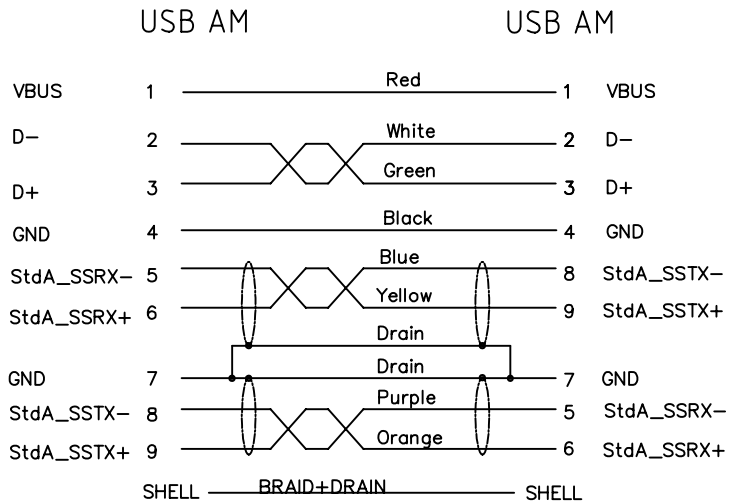 USB AM USB AM
VBUS 1 Red 1 VBUS
D− 2 White 2 D−
D+ 3 Green 3 D+
GND 4 Black 4 GND
StdA_SSRX− 5 Blue 8 StdA_SSTX−
StdA_SSRX+ 6 Yellow 9 StdA_SSTX+
Drain
GND 7 Drain 7 GND
StdA_SSTX− 8 Purple 5 StdA_SSRX−
StdA_SSTX+ 9 Orange 6 StdA_SSRX+
SHELL BRAID+DRAIN SHELL